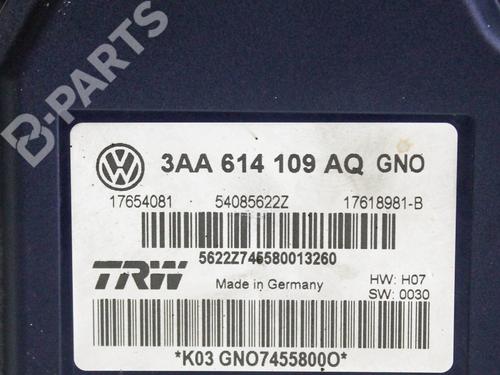 B-PARTS
3AA 614 109 AQ GNO
17654081 54085622Z 17618981-B
5622Z745580013260
TRW Made in Germany HW: H07
SW: 0030
*K03 GNO7455800O*